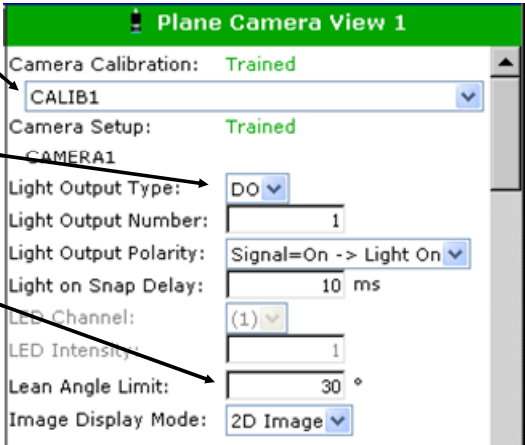 Plane Camera View 1
Camera Calibration: Trained
CALIB1
Camera Setup: Trained
CAMERA1
Light Output Type: DO
Light Output Number: 1
Light Output Polarity: Signal=On -> Light On
Light on Snap Delay: 10 ms
LED Channel: (1)
LED Intensity: 1
Lean Angle Limit: 30 °
Image Display Mode: 2D Image